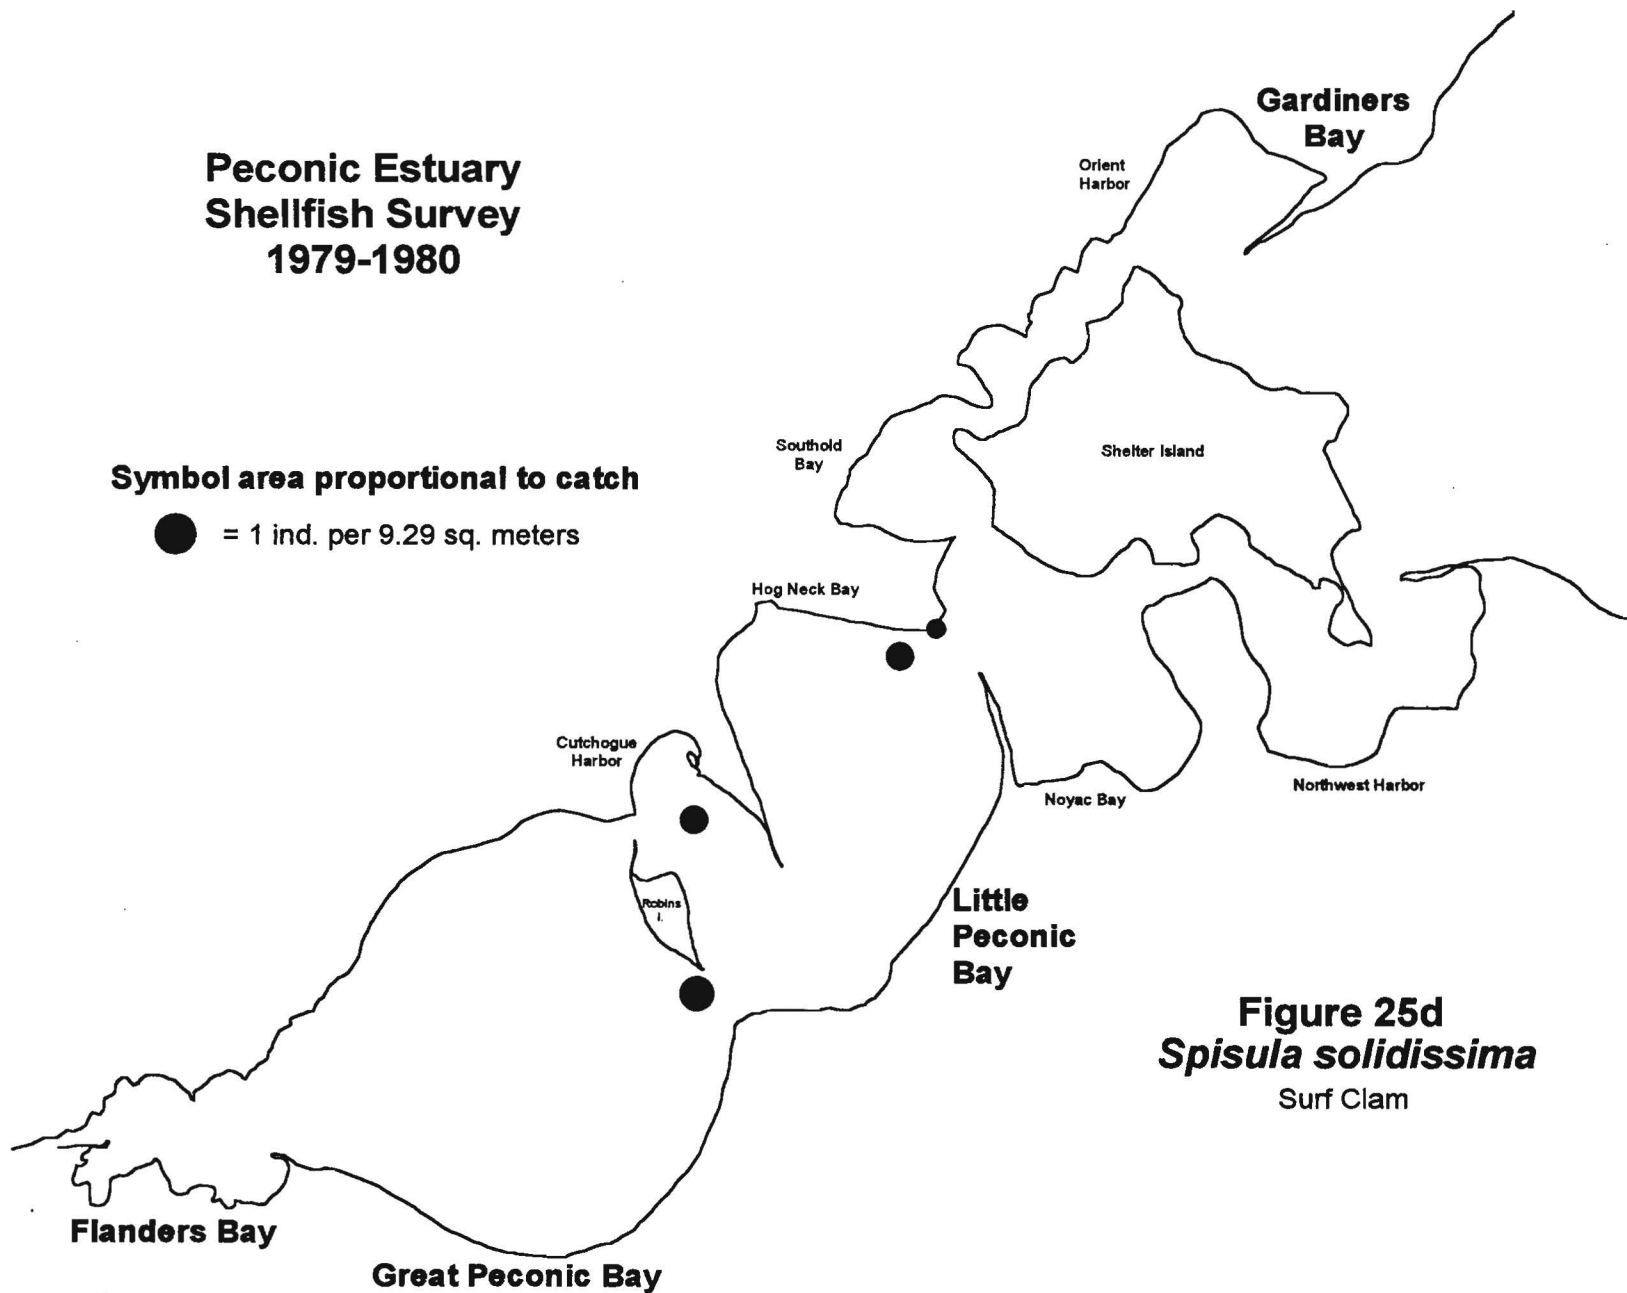 Peconic Estuary
Shellfish Survey
1979-1980
Symbol area proportional to catch
= 1 ind. per 9.29 sq. meters
Gardiners
Bay
Orient
Harbor
Southold
Bay
Shelter Island
Hog Neck Bay
Cutchogue
Harbor
Noyac Bay
Northwest Harbor
Robins
I.
Little
Peconic
Bay
Figure 25d
Spisula solidissima
Surf Clam
Flanders Bay
Great Peconic Bay